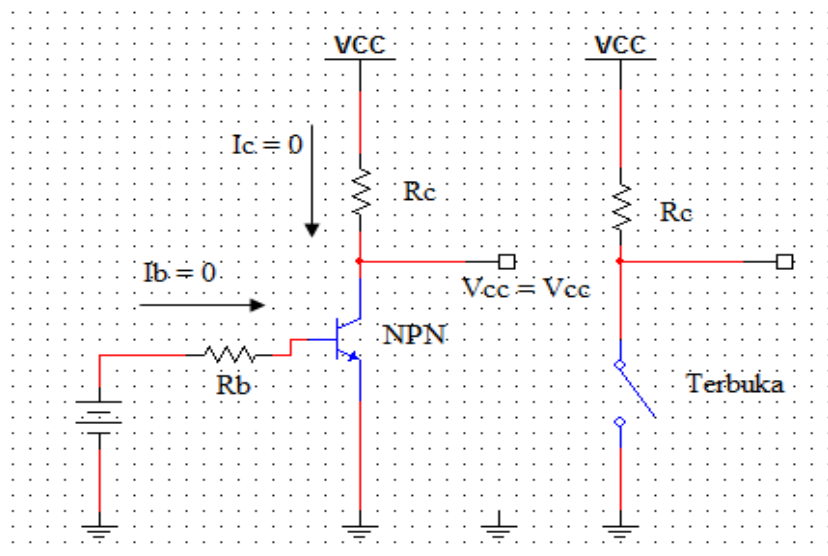 VCC
VCC
Ic = 0
Rc
Rc
Ib = 0
Vcc = Vcc
NPN
Rb
Terbuka